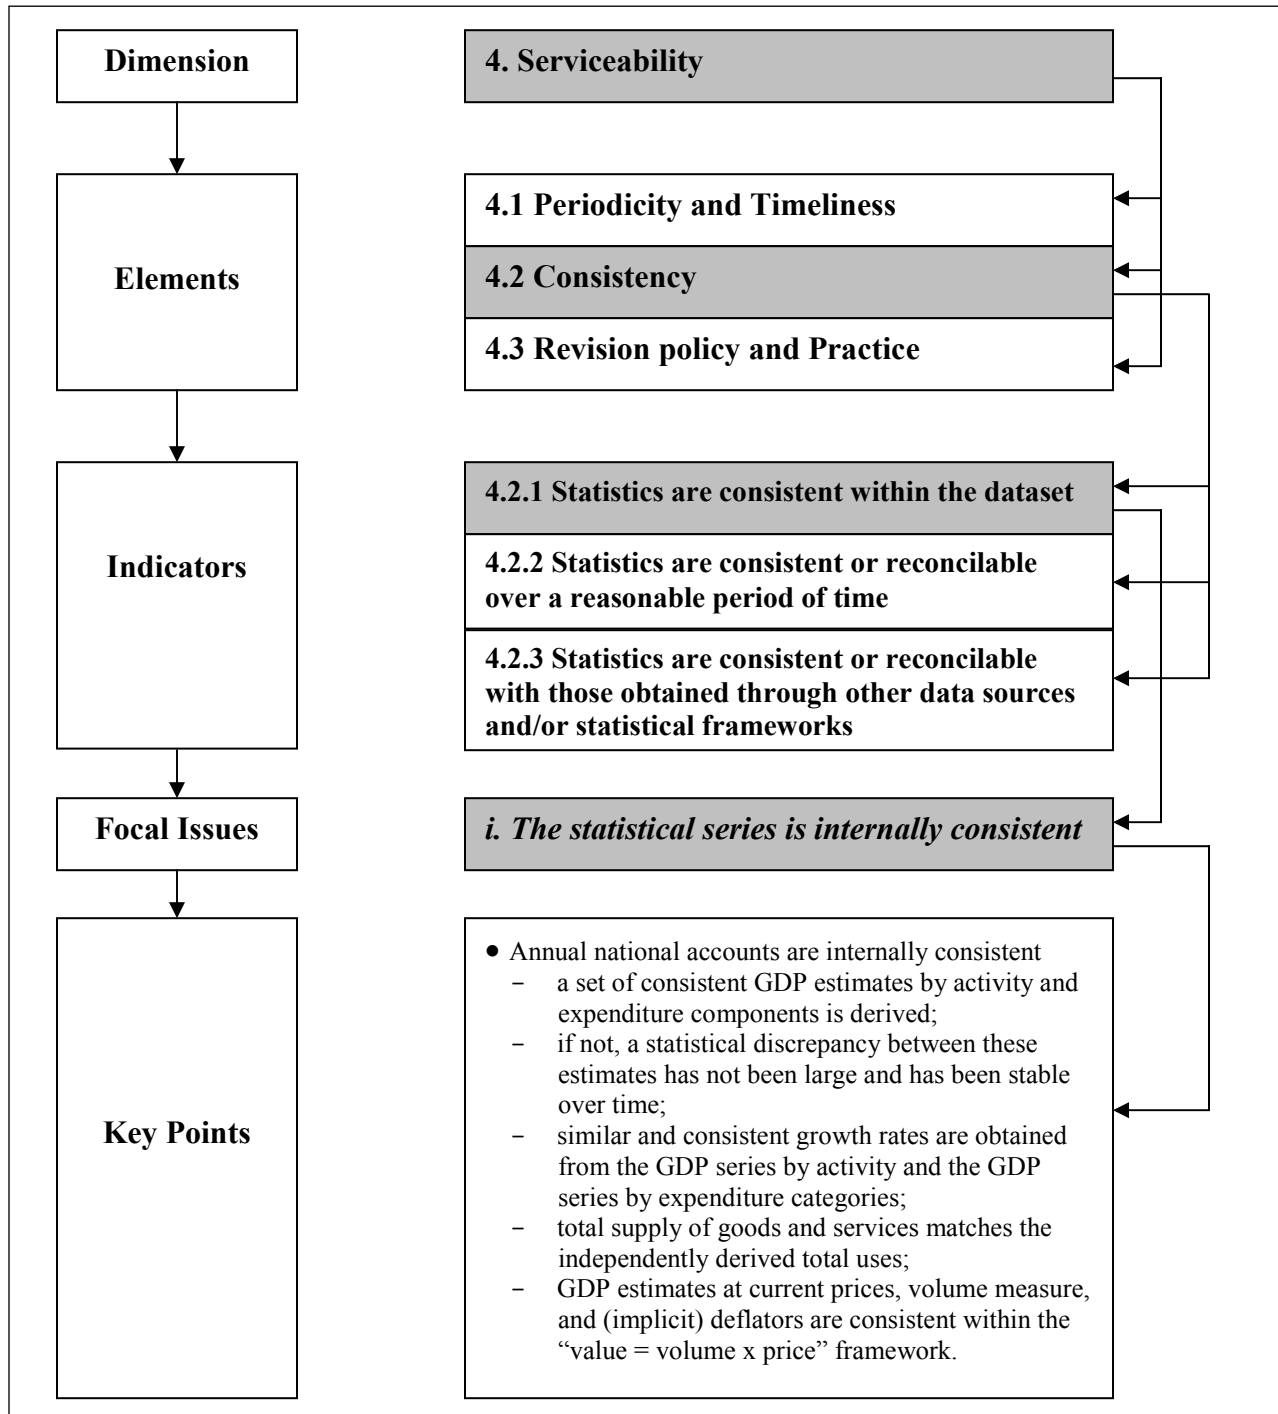 Dimension
4. Serviceability
Elements
4.1 Periodicity and Timeliness
4.2 Consistency
4.3 Revision policy and Practice
Indicators
4.2.1 Statistics are consistent within the dataset
4.2.2 Statistics are consistent or reconcilable
over a reasonable period of time
4.2.3 Statistics are consistent or reconcilable
with those obtained through other data sources
and/or statistical frameworks
Focal Issues
i. The statistical series is internally consistent
Key Points
● Annual national accounts are internally consistent
– a set of consistent GDP estimates by activity and
expenditure components is derived;
– if not, a statistical discrepancy between these
estimates has not been large and has been stable
over time;
– similar and consistent growth rates are obtained
from the GDP series by activity and the GDP
series by expenditure categories;
– total supply of goods and services matches the
independently derived total uses;
– GDP estimates at current prices, volume measure,
and (implicit) deflators are consistent within the
“value = volume x price” framework.